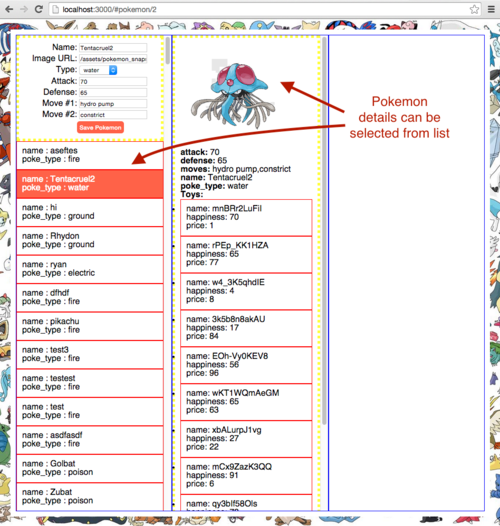 localhost:3000/#pokemon/2
Name: Tentacruel2
Image URL: /assets/pokemon_snaps
Type: water
Attack: 70
Defense: 65
Move #1: hydro pump
Move #2: constrict
Save Pokemon
name : aseftes
poke_type : fire
name : Tentacruel2
poke_type : water
name : hi
poke_type : ground
name : Rhydon
poke_type : ground
name : ryan
poke_type : electric
name : dfhdf
poke_type : fire
name : pikachu
poke_type : fire
name : test3
poke_type : fire
name : testest
poke_type : fire
name : test
poke_type : fire
name : asdfasdf
poke_type : fire
name : Golbat
poke_type : poison
name : Zubat
poke_type : poison
attack: 70
defense: 65
moves: hydro pump,constrict
name: Tentacruel2
poke_type: water
Toys:
name: mnBRr2LuFiI
happiness: 70
price: 1
name: rPEp_KK1HZA
happiness: 65
price: 77
name: w4_3K5qhdIE
happiness: 4
price: 8
name: 3k5b8n8akAU
happiness: 17
price: 84
name: EOh-Vy0KEV8
happiness: 56
price: 96
name: wKT1WQmAeGM
happiness: 65
price: 63
name: xbALurpJ1vg
happiness: 27
price: 22
name: mCx9ZazK3QQ
happiness: 91
price: 6
name: qy3bIf58Ols
Pokemon
details can be
selected from list